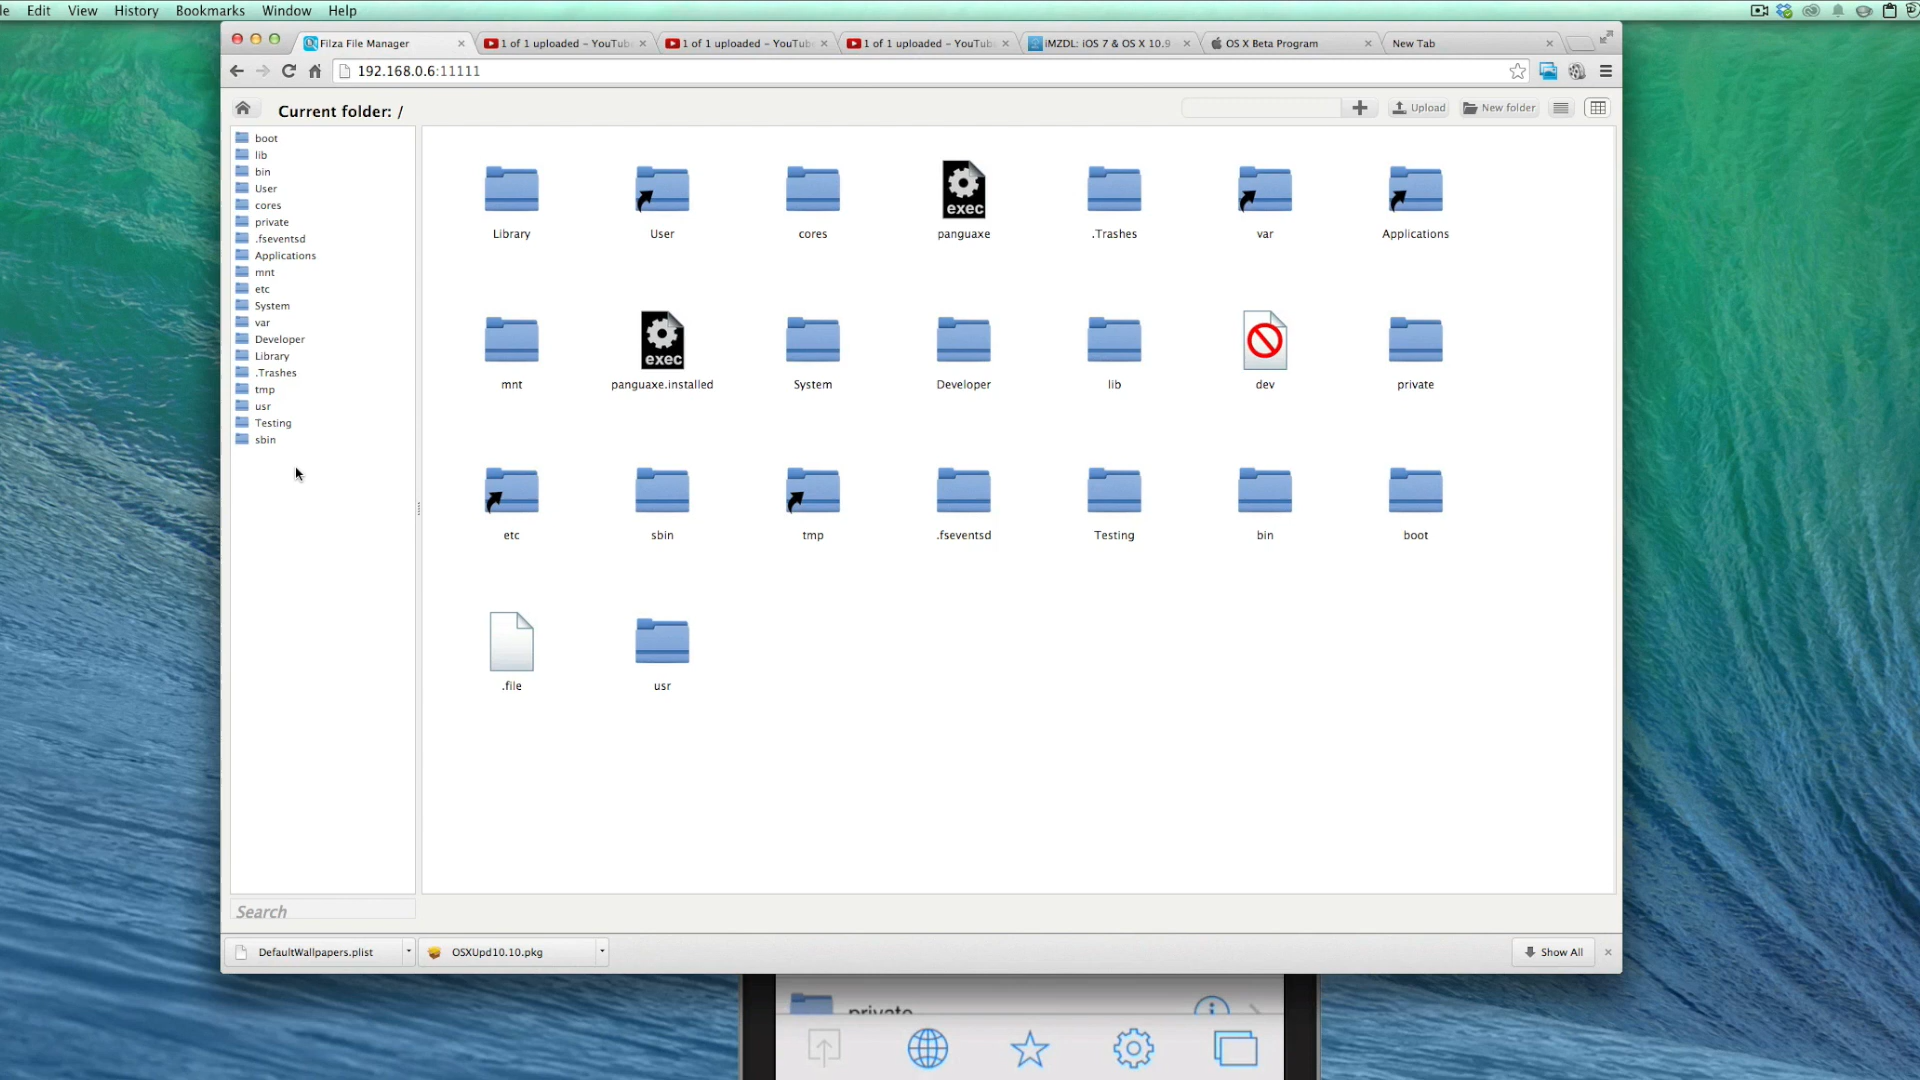 Edit View History Bookmarks Window Help
Filza File Manager
1 of 1 uploaded – YouTube
1 of 1 uploaded – YouTube
1 of 1 uploaded – YouTube
iMZDL: iOS 7 & OS X 10.9
OS X Beta Program
New Tab
192.168.0.6:11111
Current folder: /
Upload
New folder
boot
lib
bin
User
cores
private
.fseventsd
Applications
mnt
etc
System
var
Developer
Library
.Trashes
tmp
usr
Testing
sbin
exec
Library User cores panguaxe .Trashes var Applications
exec
mnt panguaxe.installed System Developer lib dev private
etc sbin tmp .fseventsd Testing bin boot
.file usr
Search
DefaultWallpapers.plist
OSXUpd10.10.pkg
Show All
private